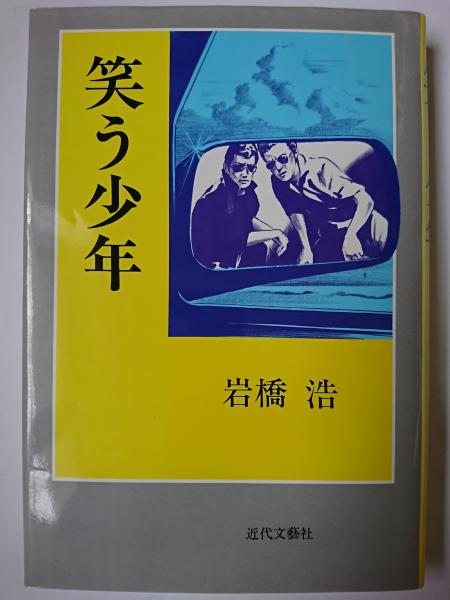 笑う少年
岩橋 浩
近代文藝社